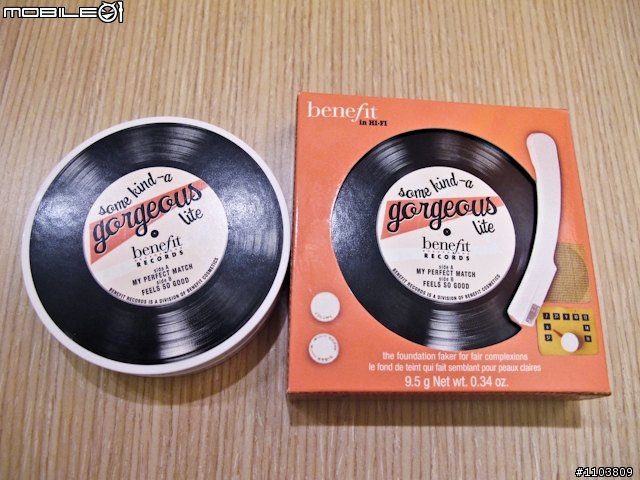 MOBILE01
some kind-a
gorgeous
lite
benefit
RECORDS
side A
MY PERFECT MATCH
side B
FEELS SO GOOD
BENEFIT RECORDS IS A DIVISION OF BENEFIT COSMETICS
benefit
in HI-FI
some kind-a
gorgeous
lite
benefit
RECORDS
side A
MY PERFECT MATCH
side B
FEELS SO GOOD
BENEFIT RECORDS IS A DIVISION OF BENEFIT COSMETICS
the foundation faker for fair complexions
le fond de teint qui fait semblant pour peaux claires
9.5 g Net wt. 0.34 oz.
#1103809